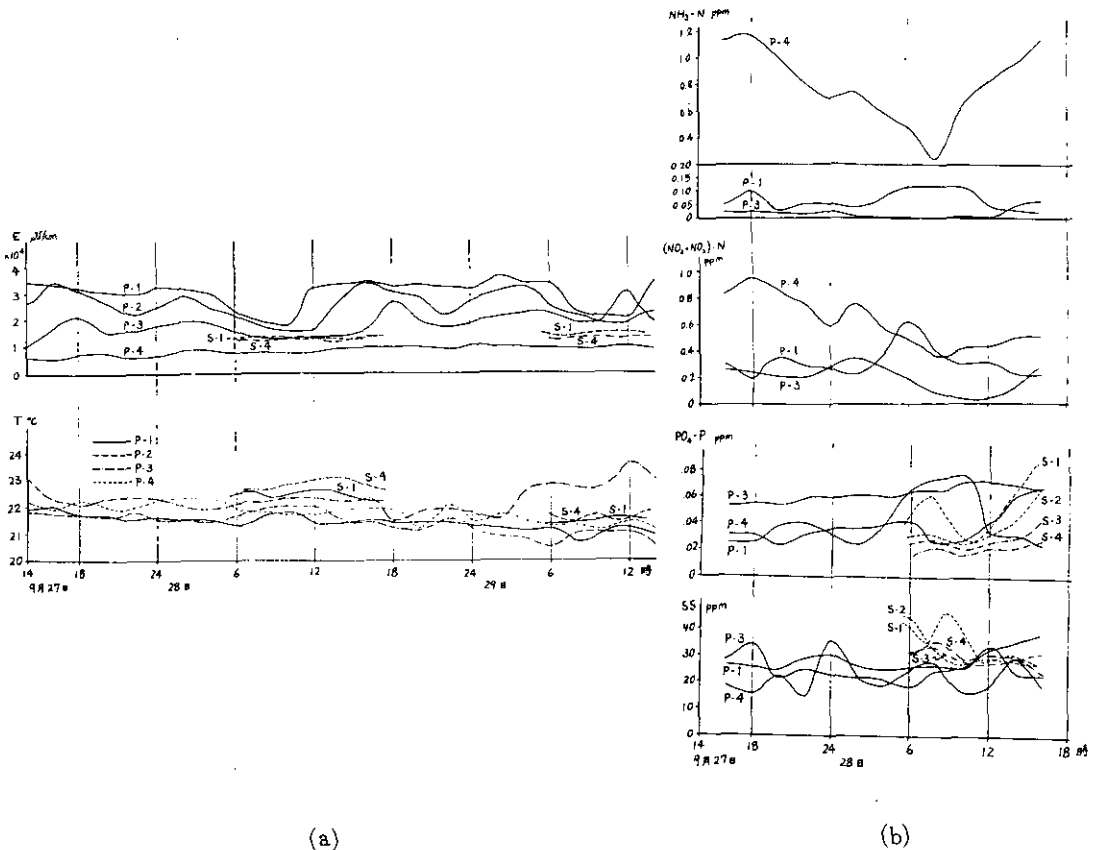 E μ℧/cm
×10⁴
4
3
2
1
0
P-1
P-2
P-3
P-4
S-1
S-4
S-1
S-4
T °C
24
23
22
21
20
P-1
P-2
P-3
P-4
S-4
S-1
S-4
S-1
14 18 24 6 12 18 24 6 12 時
9月27日 28日 29日
(a)
NH₃-N ppm
1.2
1.0
0.8
0.6
0.4
0.20
0.15
0.10
0.05
0
P-4
P-1
P-3
(NO₂+NO₃)-N
ppm
1.0
0.8
0.6
0.4
0.2
0
P-4
P-1
P-3
PO₄-P ppm
.08
.06
.04
.02
0
P-3
P-4
P-1
S-1
S-2
S-3
S-4
SS ppm
40
30
20
10
0
P-3
P-1
P-4
S-2
S-1
S-4
S-3
14 18 24 6 12 18 時
9月27日 28日
(b)